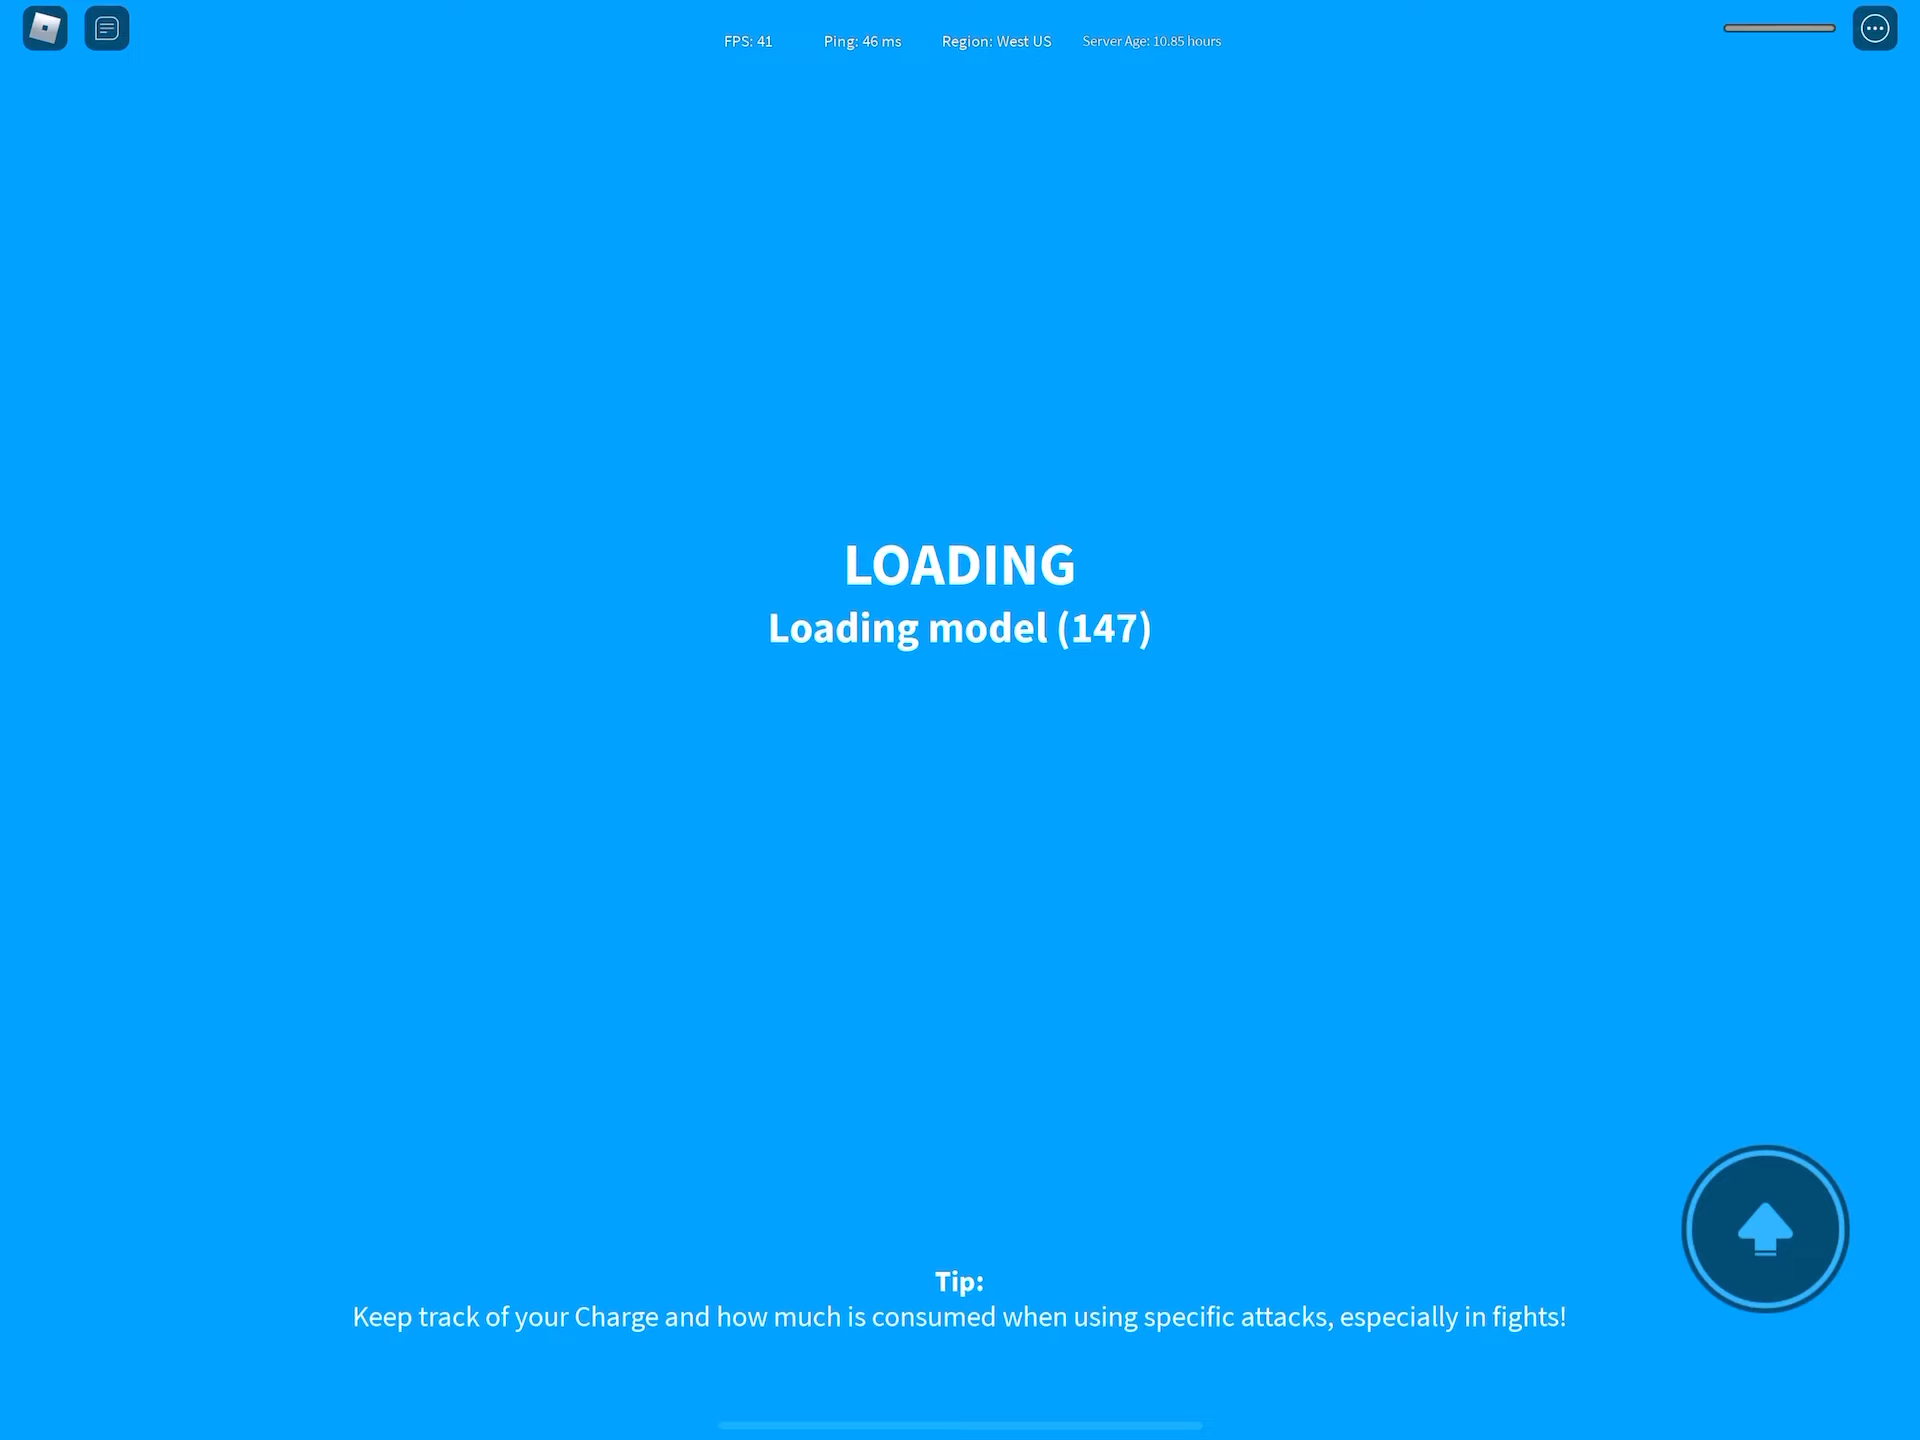 FPS: 41 Ping: 46 ms Region: West US Server Age: 10.85 hours
LOADING
Loading model (147)
Tip:
Keep track of your Charge and how much is consumed when using specific attacks, especially in fights!